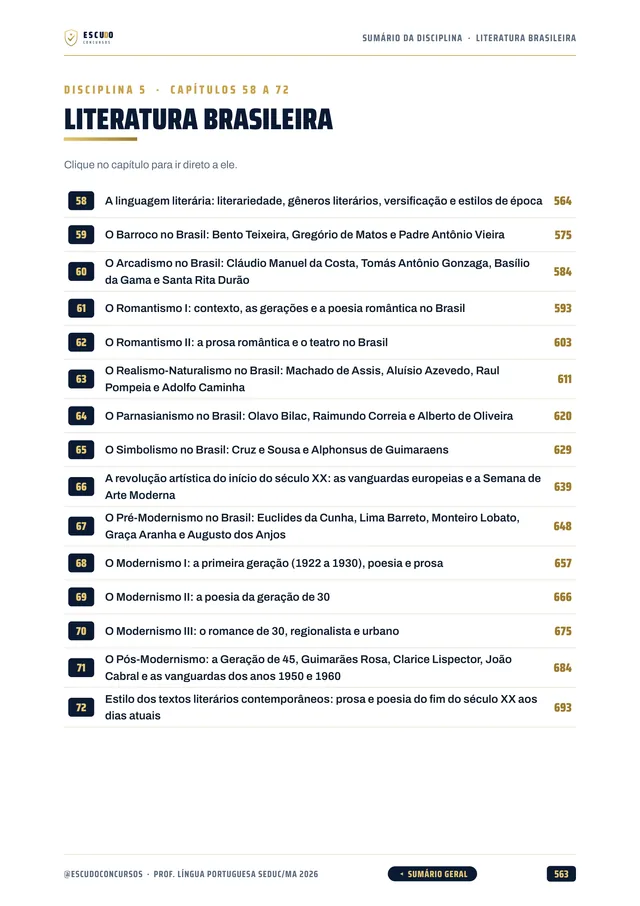 ESCUDO
CONCURSOS
SUMÁRIO DA DISCIPLINA · LITERATURA BRASILEIRA
DISCIPLINA 5 · CAPÍTULOS 58 A 72
LITERATURA BRASILEIRA
Clique no capítulo para ir direto a ele.
58 A linguagem literária: literariedade, gêneros literários, versificação e estilos de época 564
59 O Barroco no Brasil: Bento Teixeira, Gregório de Matos e Padre Antônio Vieira 575
60 O Arcadismo no Brasil: Cláudio Manuel da Costa, Tomás Antônio Gonzaga, Basílio
da Gama e Santa Rita Durão 584
61 O Romantismo I: contexto, as gerações e a poesia romântica no Brasil 593
62 O Romantismo II: a prosa romântica e o teatro no Brasil 603
63 O Realismo-Naturalismo no Brasil: Machado de Assis, Aluísio Azevedo, Raul
Pompeia e Adolfo Caminha 611
64 O Parnasianismo no Brasil: Olavo Bilac, Raimundo Correia e Alberto de Oliveira 620
65 O Simbolismo no Brasil: Cruz e Sousa e Alphonsus de Guimaraens 629
66 A revolução artística do início do século XX: as vanguardas europeias e a Semana de
Arte Moderna 639
67 O Pré-Modernismo no Brasil: Euclides da Cunha, Lima Barreto, Monteiro Lobato,
Graça Aranha e Augusto dos Anjos 648
68 O Modernismo I: a primeira geração (1922 a 1930), poesia e prosa 657
69 O Modernismo II: a poesia da geração de 30 666
70 O Modernismo III: o romance de 30, regionalista e urbano 675
71 O Pós-Modernismo: a Geração de 45, Guimarães Rosa, Clarice Lispector, João
Cabral e as vanguardas dos anos 1950 e 1960 684
72 Estilo dos textos literários contemporâneos: prosa e poesia do fim do século XX aos
dias atuais 693
@ESCUDOCONCURSOS · PROF. LÍNGUA PORTUGUESA SEDUC/MA 2026
SUMÁRIO GERAL
563